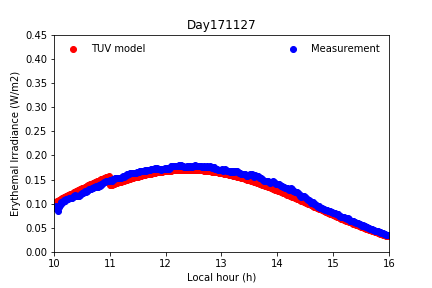 Day171127
TUV model
Measurement
Erythemal Irradiance (W/m2)
0.45
0.40
0.35
0.30
0.25
0.20
0.15
0.10
0.05
0.00
10 11 12 13 14 15 16
Local hour (h)